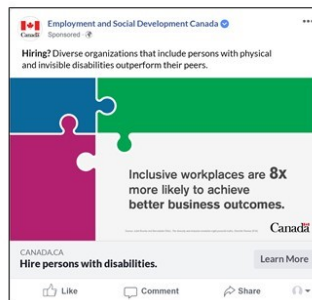 Employment and Social Development Canada
Canada
Sponsored ·
Hiring? Diverse organizations that include persons with physical
and invisible disabilities outperform their peers.
Inclusive workplaces are 8x
more likely to achieve
better business outcomes.
Canada
CANADA.CA
Hire persons with disabilities.
Learn More
Like Comment Share